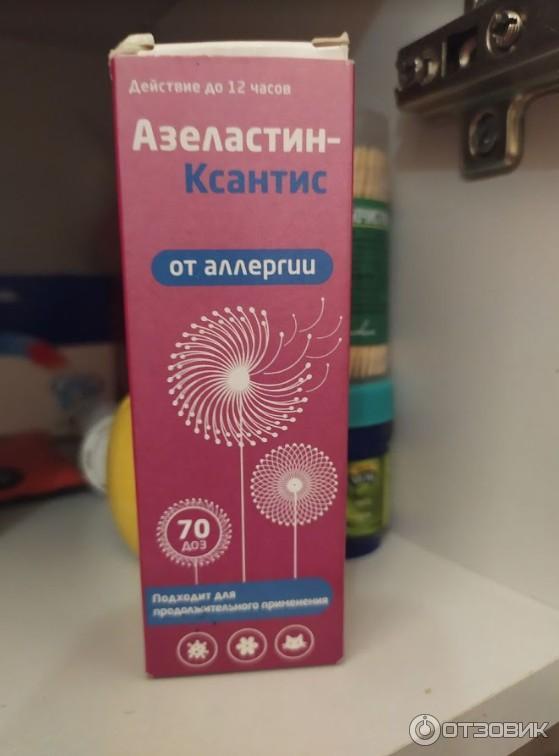 Действие до 12 часов
Азеластин-
Ксантис
от аллергии
70
доз
Подходит для
продолжительного применения
ОТЗОВИК